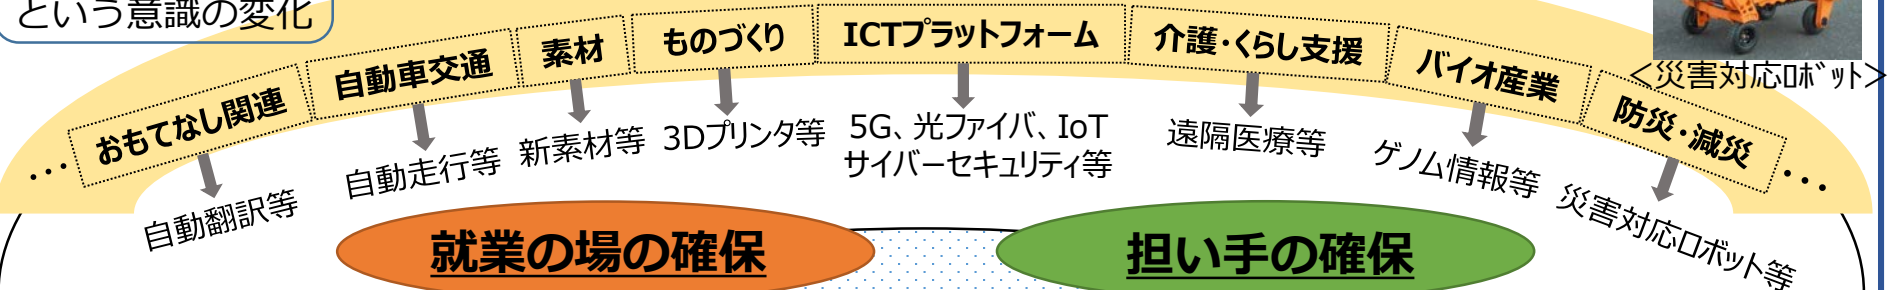 という意識の変化
おもてなし関連
自動車交通
素材
ものづくり
ICTプラットフォーム
介護・くらし支援
バイオ産業
防災・減災
<災害対応ﾛﾎﾞｯﾄ>
・・・
・・・
自動翻訳等
自動走行等
新素材等
3Dプリンタ等
5G、光ファイバ、IoT
サイバーセキュリティ等
遠隔医療等
ゲノム情報等
災害対応ロボット等
就業の場の確保
担い手の確保